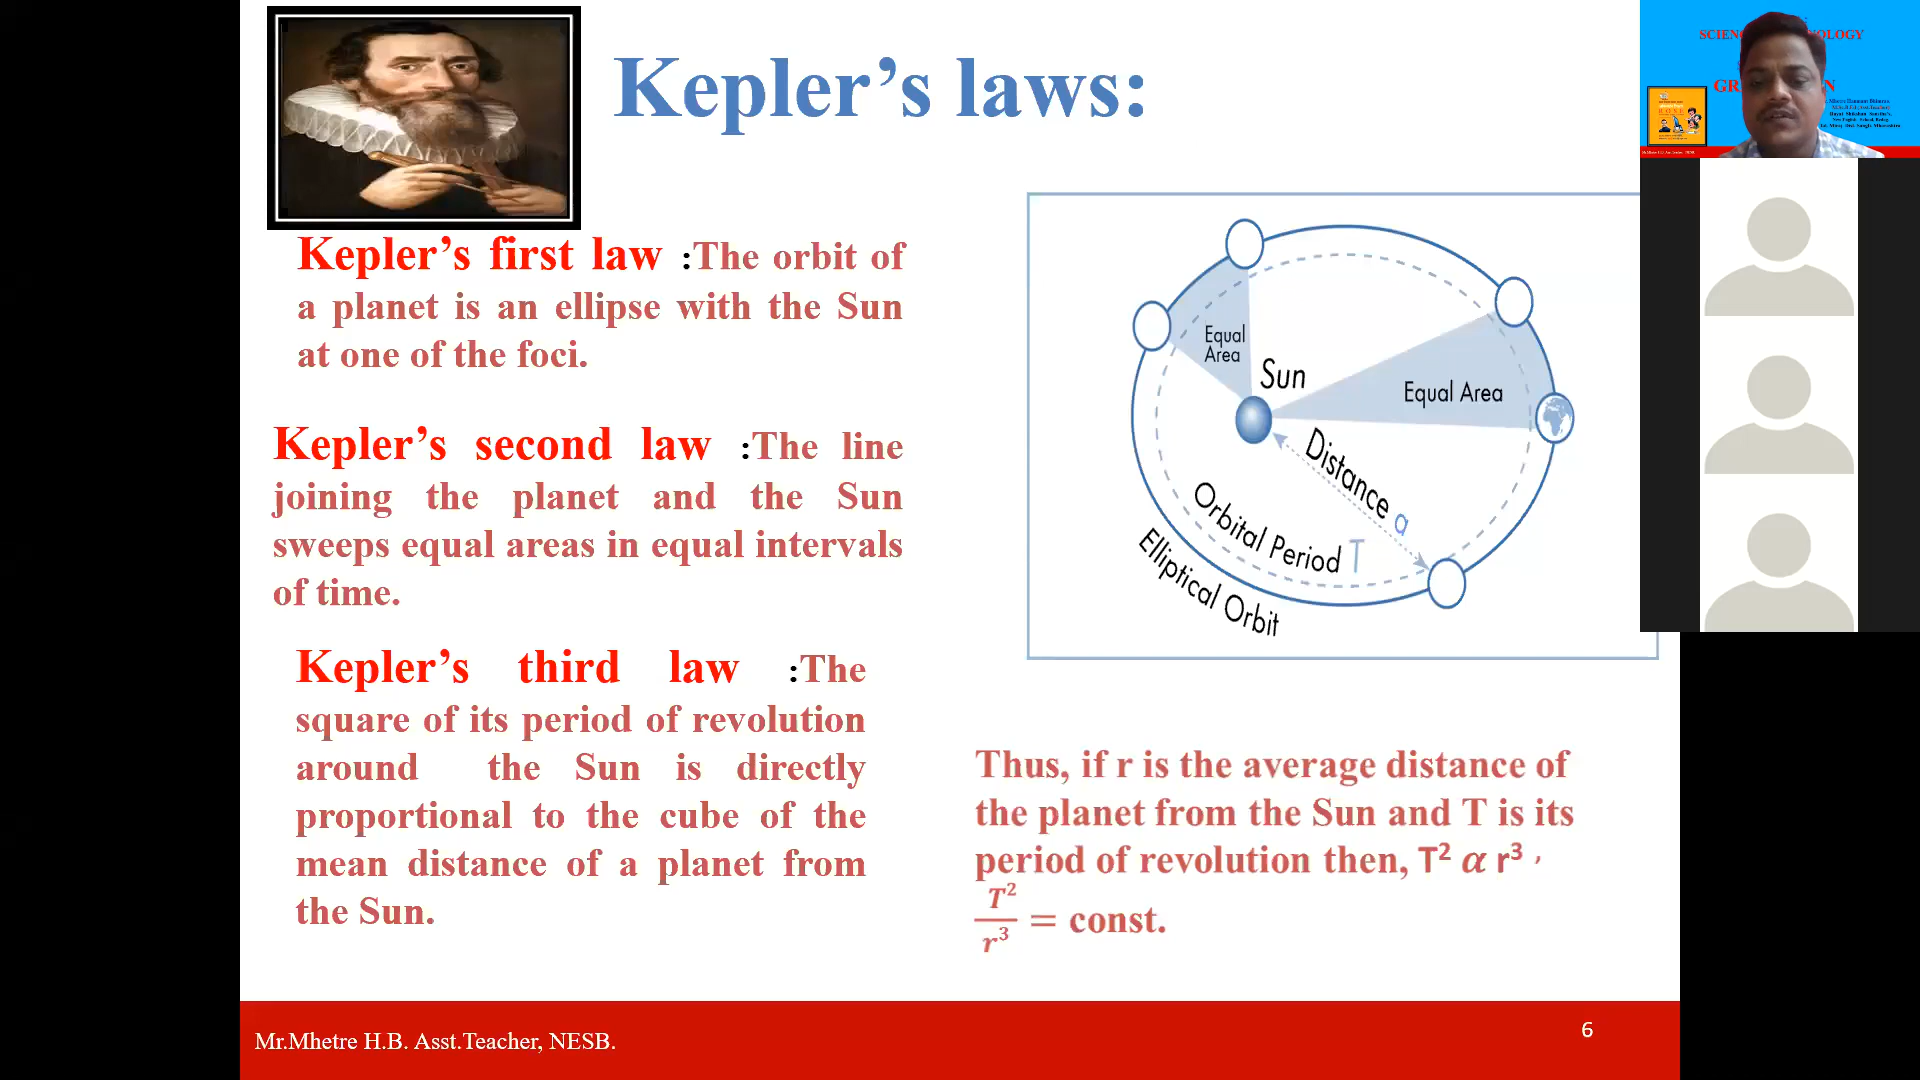 Kepler’s laws:
Kepler’s first law :The orbit of
a planet is an ellipse with the Sun
at one of the foci.
Kepler’s second law :The line
joining the planet and the Sun
sweeps equal areas in equal intervals
of time.
Kepler’s third law :The
square of its period of revolution
around the Sun is directly
proportional to the cube of the
mean distance of a planet from
the Sun.
Equal
Area
Sun
Equal Area
Distance a
Orbital Period T
Elliptical Orbit
Thus, if r is the average distance of
the planet from the Sun and T is its
period of revolution then, T² α r³ ,
T²/r³ = const.
Mr.Mhetre H.B. Asst.Teacher, NESB.
6